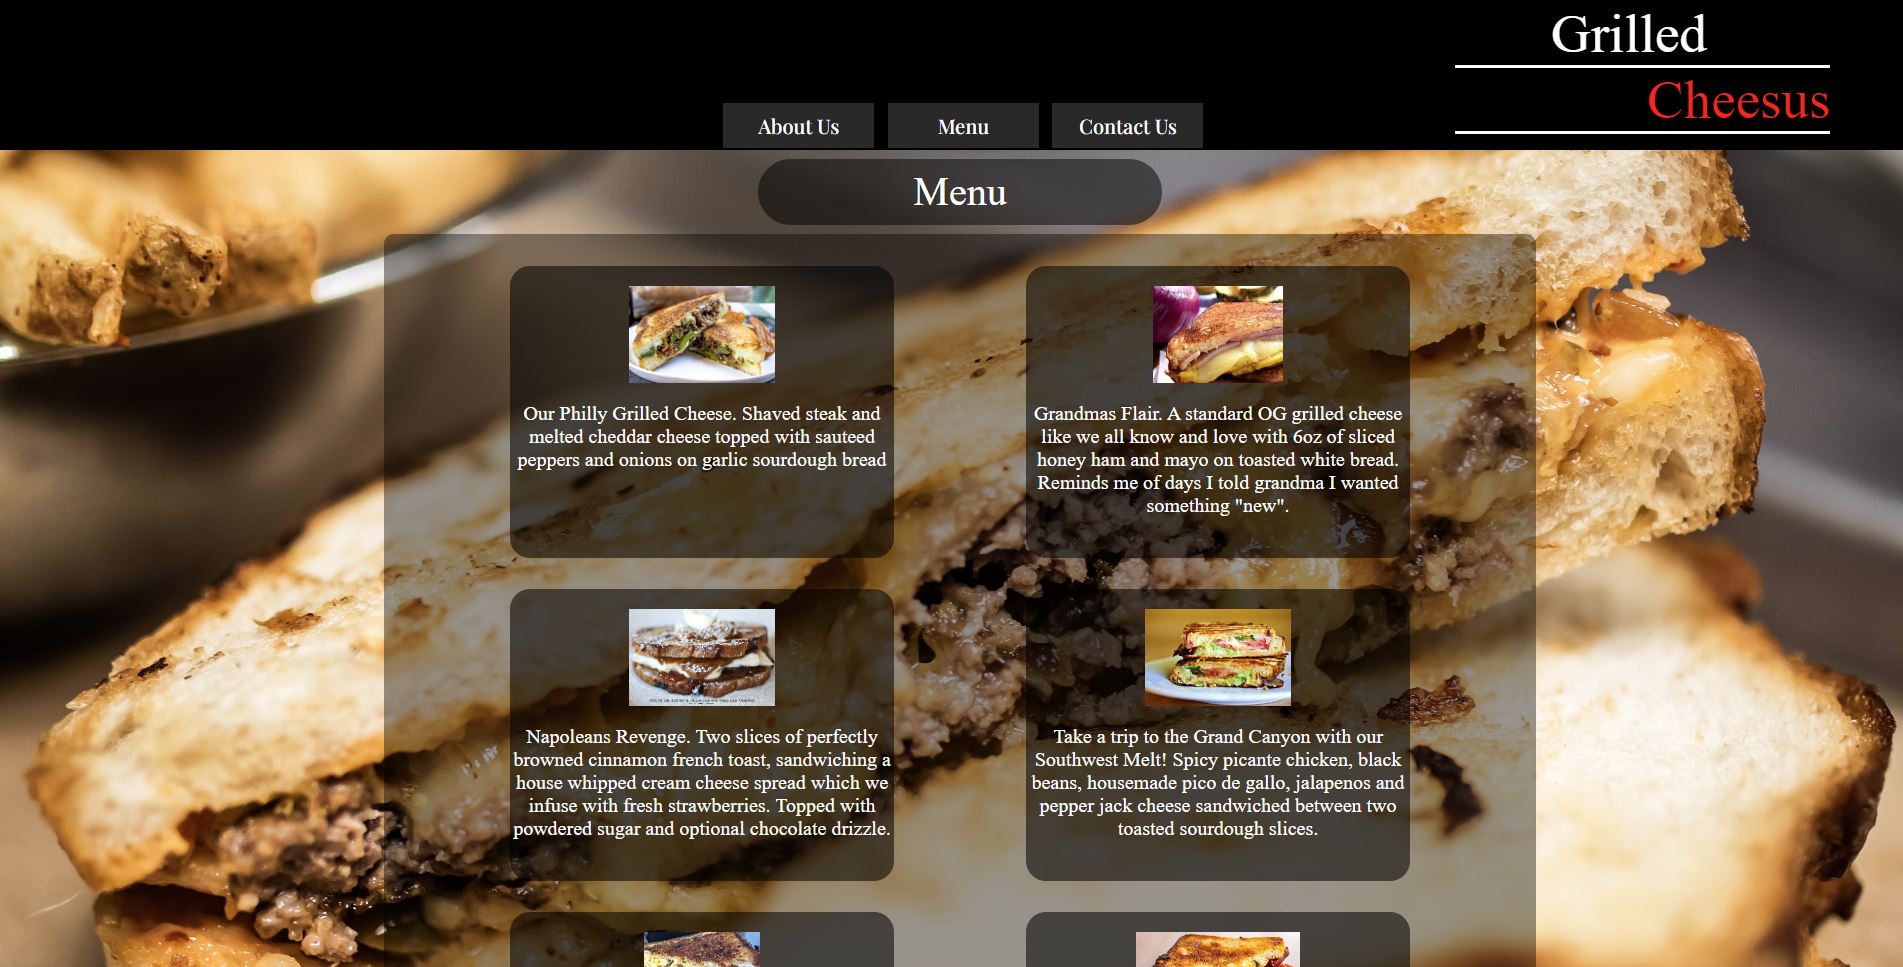 Grilled
Cheesus
About Us
Menu
Contact Us
Menu
Our Philly Grilled Cheese. Shaved steak and
melted cheddar cheese topped with sauteed
peppers and onions on garlic sourdough bread
Grandmas Flair. A standard OG grilled cheese
like we all know and love with 6oz of sliced
honey ham and mayo on toasted white bread.
Reminds me of days I told grandma I wanted
something "new".
Napoleans Revenge. Two slices of perfectly
browned cinnamon french toast, sandwiching a
house whipped cream cheese spread which we
infuse with fresh strawberries. Topped with
powdered sugar and optional chocolate drizzle.
Take a trip to the Grand Canyon with our
Southwest Melt! Spicy picante chicken, black
beans, housemade pico de gallo, jalapenos and
pepper jack cheese sandwiched between two
toasted sourdough slices.